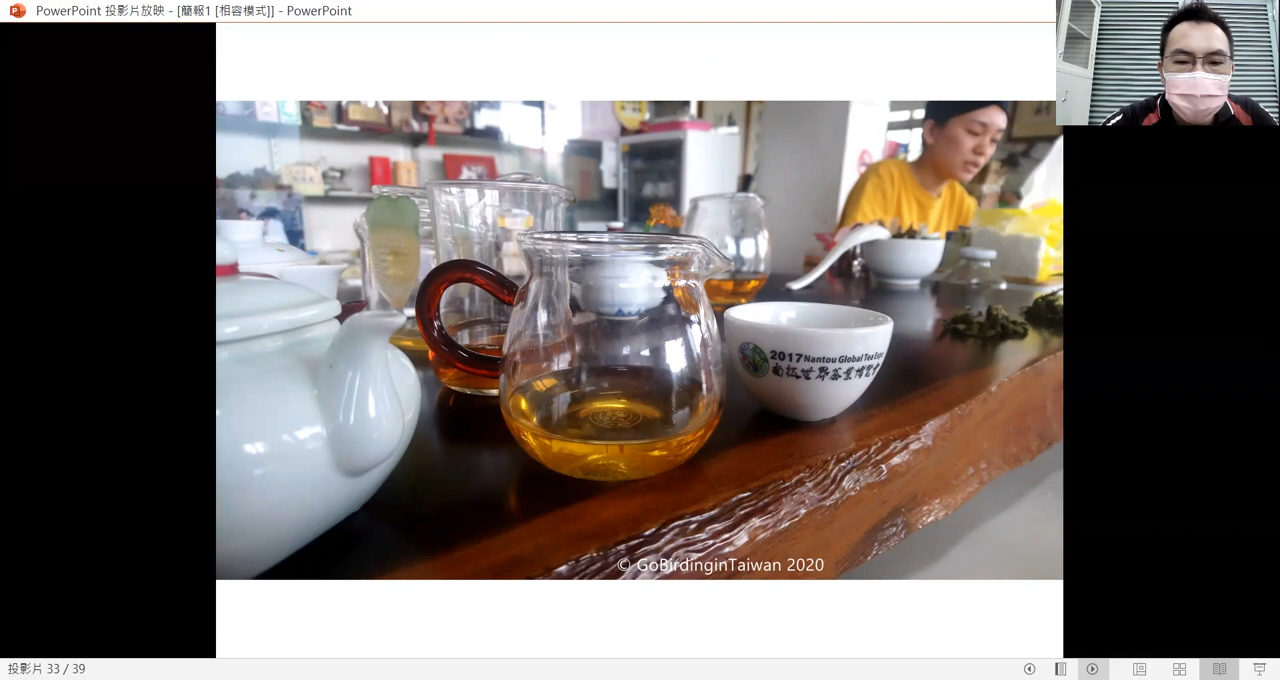 PowerPoint 投影片放映 - [簡報1 [相容模式]] - PowerPoint
2017 Nantou Global Tea Expo
南投世界茶業博覽會
© GoBirdinginTaiwan 2020
投影片 33 / 39